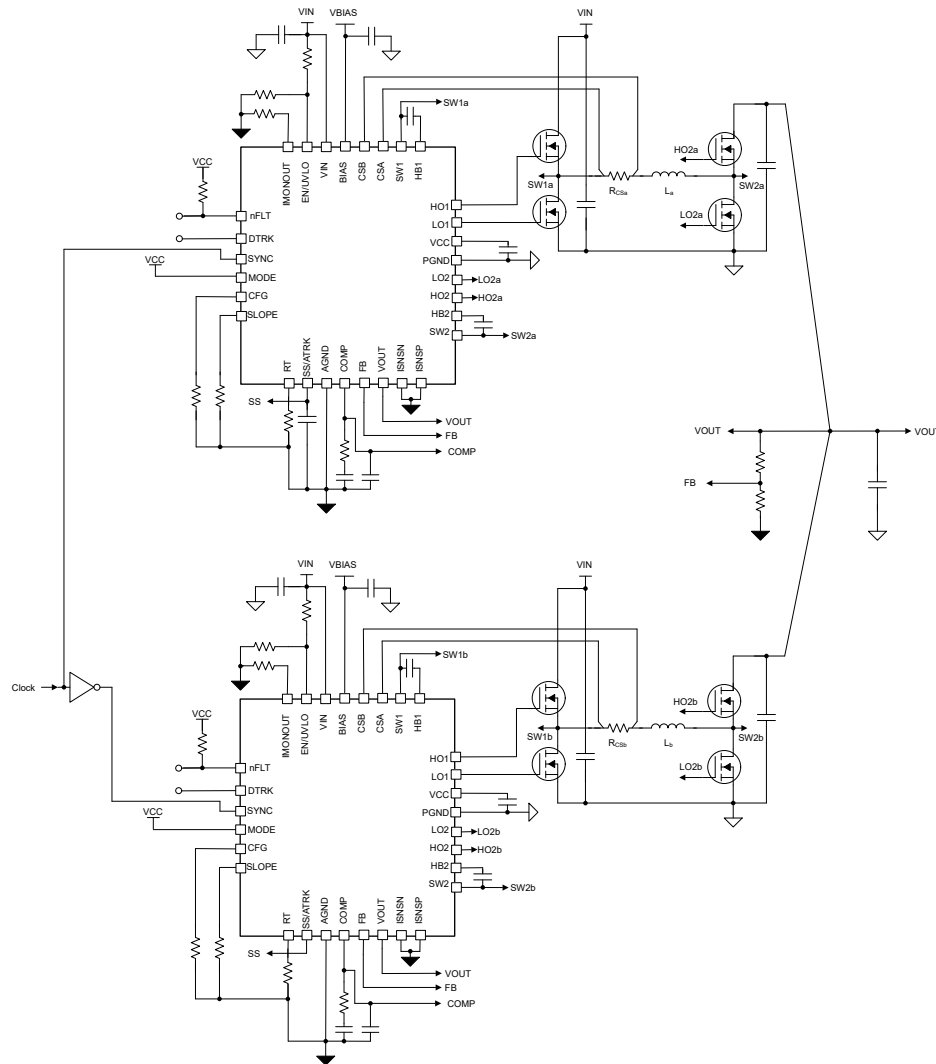 VIN
VBIAS
SW1a
IMONOUT
EN/UVLO
VIN
BIAS
CSB
CSA
SW1
HB1
VIN
HO2a
SW1a
R_CSa
L_a
SW2a
LO2a
VCC
nFLT
DTRK
SYNC
VCC
MODE
CFG
SLOPE
HO1
LO1
VCC
PGND
LO2
LO2a
HO2
HO2a
HB2
SW2
SW2a
RT
SS/ATRK
AGND
COMP
FB
VOUT
ISNSN
ISNSP
SS
VOUT
FB
COMP
VOUT
VOUT
FB
VIN
VBIAS
SW1b
IMONOUT
EN/UVLO
VIN
BIAS
CSB
CSA
SW1
HB1
VIN
HO2b
SW1b
R_CSb
L_b
SW2b
LO2b
Clock
VCC
nFLT
DTRK
SYNC
VCC
MODE
CFG
SLOPE
HO1
LO1
VCC
PGND
LO2
LO2b
HO2
HO2b
HB2
SW2
SW2b
RT
SS/ATRK
AGND
COMP
FB
VOUT
ISNSN
ISNSP
SS
VOUT
FB
COMP